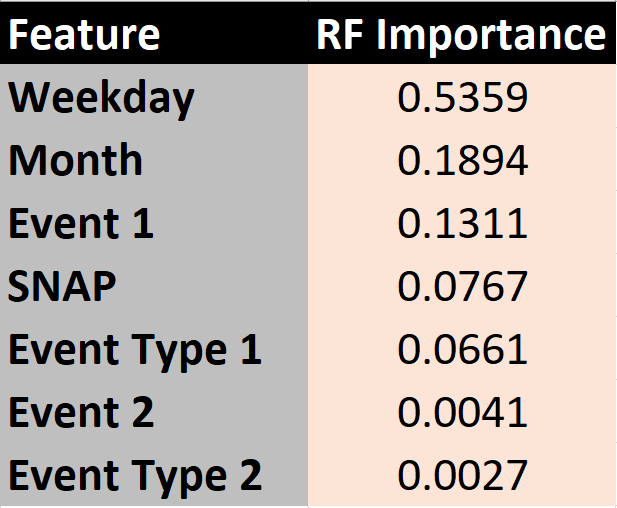 Feature RF Importance
Weekday 0.5359
Month 0.1894
Event 1 0.1311
SNAP 0.0767
Event Type 1 0.0661
Event 2 0.0041
Event Type 2 0.0027